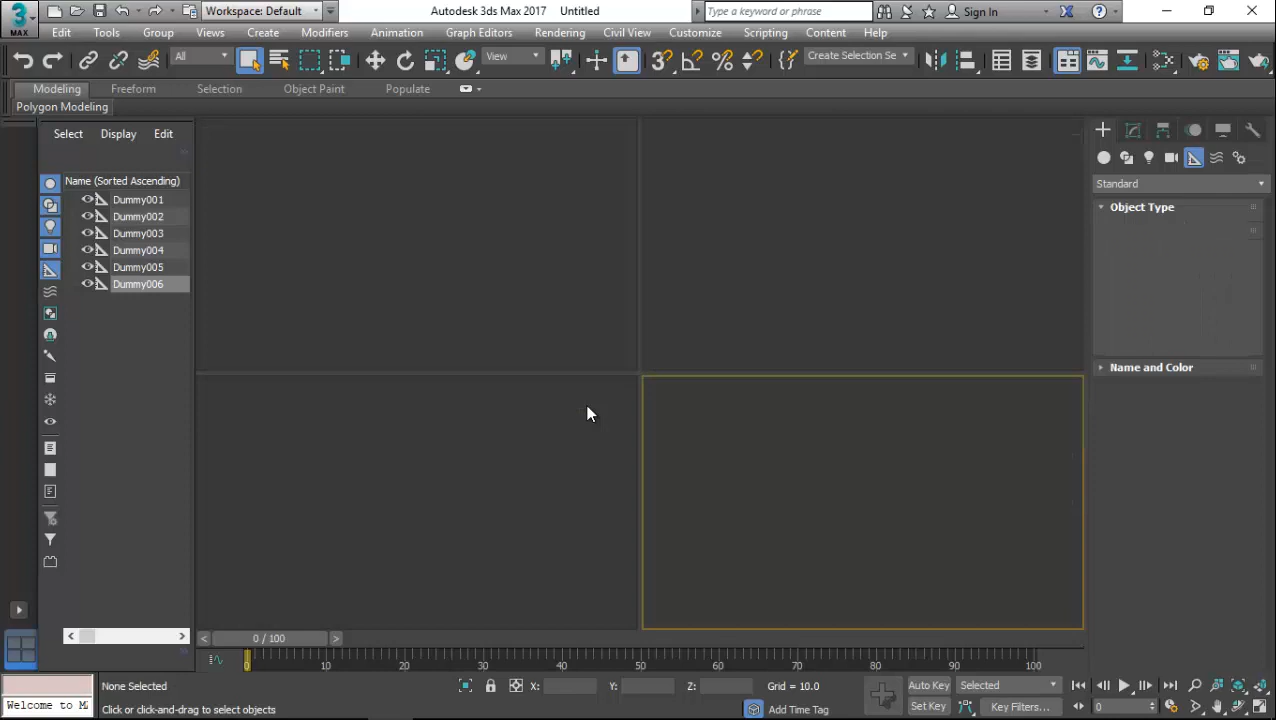 3
MAX
Workspace: Default
Autodesk 3ds Max 2017 Untitled
Type a keyword or phrase
Sign In
Edit Tools Group Views Create Modifiers Animation Graph Editors Rendering Civil View Customize Scripting Content Help
All
View
Create Selection Se
Modeling Freeform Selection Object Paint Populate
Polygon Modeling
Select Display Edit
Name (Sorted Ascending)
Dummy001
Dummy002
Dummy003
Dummy004
Dummy005
Dummy006
Standard
Object Type
Name and Color
0 / 100
0 10 20 30 40 50 60 70 80 90 100
None Selected
X:
Y:
Z:
Grid = 10.0
Auto Key
Selected
Welcome to M
Click or click-and-drag to select objects
Add Time Tag
Set Key
Key Filters...
0